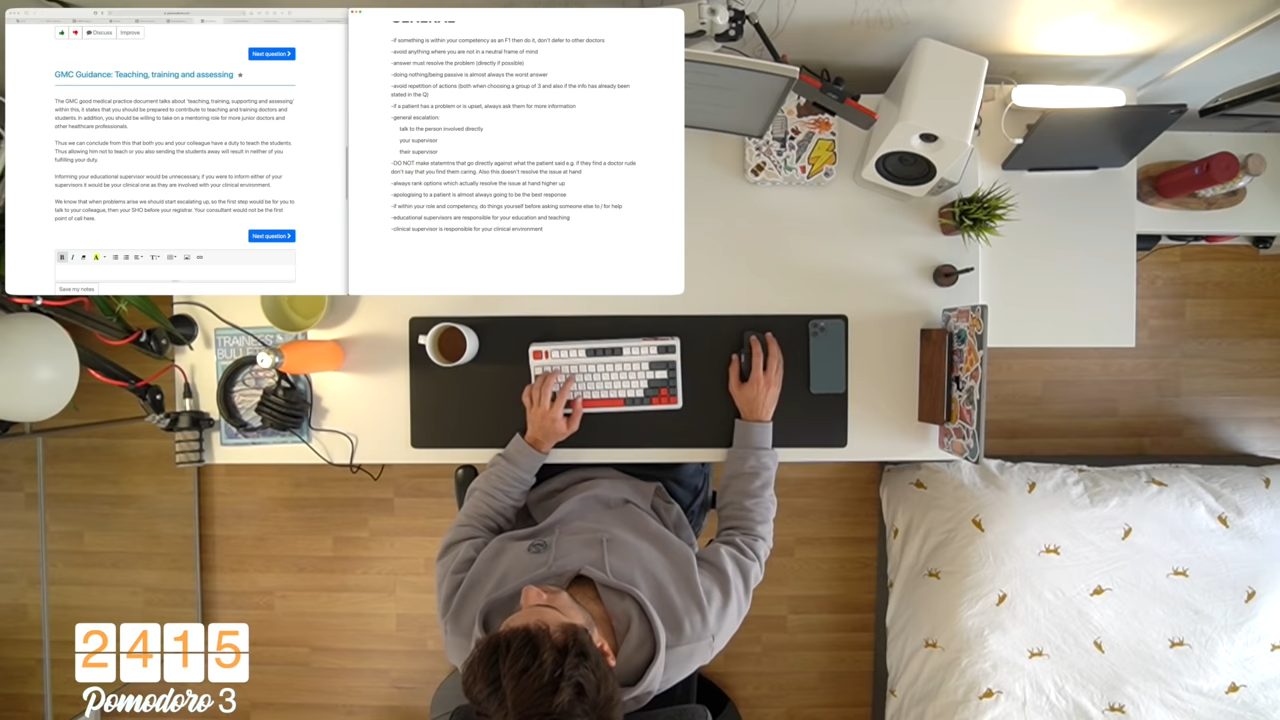 Discuss
Improve
Next question
GMC Guidance: Teaching, training and assessing
The GMC good medical practice document talks about 'teaching, training, supporting and assessing'
within this, it states that you should be prepared to contribute to teaching and training doctors and
students. In addition, you should be willing to take on a mentoring role for more junior doctors and
other healthcare professionals.
Thus we can conclude from this that both you and your colleague have a duty to teach the students.
Thus allowing him not to teach or you also sending the students away will result in neither of you
fulfilling your duty.
Informing your educational supervisor would be unnecessary, if you were to inform either of your
supervisors it would be your clinical one as they are involved with your clinical environment.
We know that when problems arise we should start escalating up, so the first step would be for you to
talk to your colleague, then your SHO before your registrar. Your consultant would not be the first
point of call here.
Next question
B I A
Save my notes
GENERAL
-if something is within your competency as an F1 then do it, don't defer to other doctors
-avoid anything where you are not in a neutral frame of mind
-answer must resolve the problem (directly if possible)
-doing nothing/being passive is almost always the worst answer
-avoid repetition of actions (both when choosing a group of 3 and also if the info has already been
stated in the Q)
-if a patient has a problem or is upset, always ask them for more information
-general escalation:
talk to the person involved directly
your supervisor
their supervisor
-DO NOT make statemtns that go directly against what the patient said e.g. if they find a doctor rude
don't say that you find them caring. Also this doesn't resolve the issue at hand
-always rank options which actually resolve the issue at hand higher up
-apologising to a patient is almost always going to be the best response
-if within your role and competency, do things yourself before asking someone else to / for help
-educational supervisors are responsible for your education and teaching
-clinical supervisor is responsible for your clinical environment
TRAINES'
BULLET
2415
Pomodoro 3